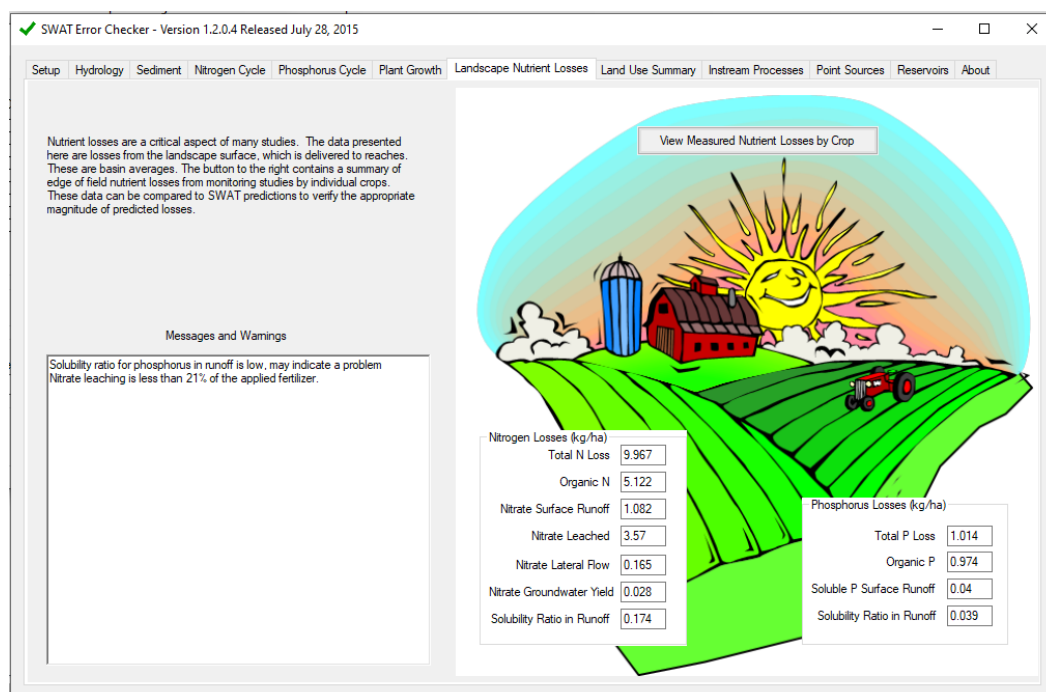 SWAT Error Checker - Version 1.2.0.4 Released July 28, 2015
Setup Hydrology Sediment Nitrogen Cycle Phosphorus Cycle Plant Growth Landscape Nutrient Losses Land Use Summary Instream Processes Point Sources Reservoirs About
Nutrient losses are a critical aspect of many studies. The data presented
here are losses from the landscape surface, which is delivered to reaches.
These are basin averages. The button to the right contains a summary of
edge of field nutrient losses from monitoring studies by individual crops.
These data can be compared to SWAT predictions to verify the appropriate
magnitude of predicted losses.
View Measured Nutrient Losses by Crop
Messages and Warnings
Solubility ratio for phosphorus in runoff is low, may indicate a problem
Nitrate leaching is less than 21% of the applied fertilizer.
Nitrogen Losses (kg/ha)
Total N Loss 9.967
Organic N 5.122
Nitrate Surface Runoff 1.082
Nitrate Leached 3.57
Nitrate Lateral Flow 0.165
Nitrate Groundwater Yield 0.028
Solubility Ratio in Runoff 0.174
Phosphorus Losses (kg/ha)
Total P Loss 1.014
Organic P 0.974
Soluble P Surface Runoff 0.04
Solubility Ratio in Runoff 0.039